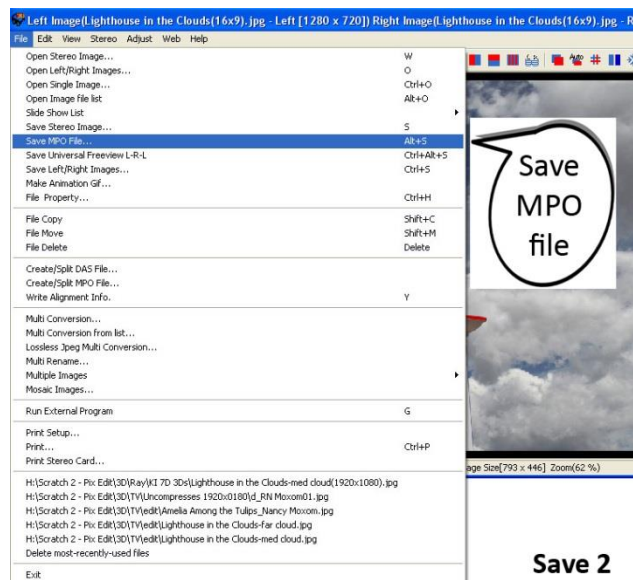 Left Image(Lighthouse in the Clouds(16x9).jpg - Left [1280 x 720]) Right Image(Lighthouse in the Clouds(16x9).jpg - R
File Edit View Stereo Adjust Web Help
Open Stereo Image... W
Open Left/Right Images... O
Open Single Image... Ctrl+O
Open Image file list Alt+O
Slide Show List
Save Stereo Image... S
Save MPO File... Alt+S
Save Universal Freeview L-R-L Ctrl+Alt+S
Save Left/Right Images... Ctrl+S
Make Animation Gif...
File Property... Ctrl+H
File Copy Shift+C
File Move Shift+M
File Delete Delete
Create/Split DAS File...
Create/Split MPO File...
Write Alignment Info. Y
Multi Conversion...
Multi Conversion from list...
Lossless Jpeg Multi Conversion...
Multi Rename...
Multiple Images
Mosaic Images...
Run External Program G
Print Setup...
Print... Ctrl+P
Print Stereo Card...
H:\Scratch 2 - Pix Edit\3D\Ray\KI 7D 3Ds\Lighthouse in the Clouds-med cloud(1920x1080).jpg
H:\Scratch 2 - Pix Edit\3D\TV\Uncompresses 1920x0180\d_RN Moxom01.jpg
H:\Scratch 2 - Pix Edit\3D\TV\edit\Amelia Among the Tulips_Nancy Moxom.jpg
H:\Scratch 2 - Pix Edit\3D\TV\edit\Lighthouse in the Clouds-far cloud.jpg
H:\Scratch 2 - Pix Edit\3D\TV\edit\Lighthouse in the Clouds-med cloud.jpg
Delete most-recently-used files
Exit
Auto
Save
MPO
file
age Size[793 x 446] Zoom(62 %)
Save 2